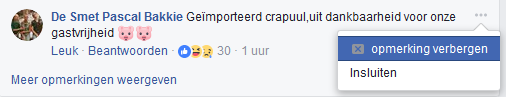 De Smet Pascal Bakkie Geïmporteerd crapuul,uit dankbaarheid voor onze
gastvrijheid 🐷🐷
Leuk · Beantwoorden · 30 · 1 uur
opmerking verbergen
Insluiten
Meer opmerkingen weergeven